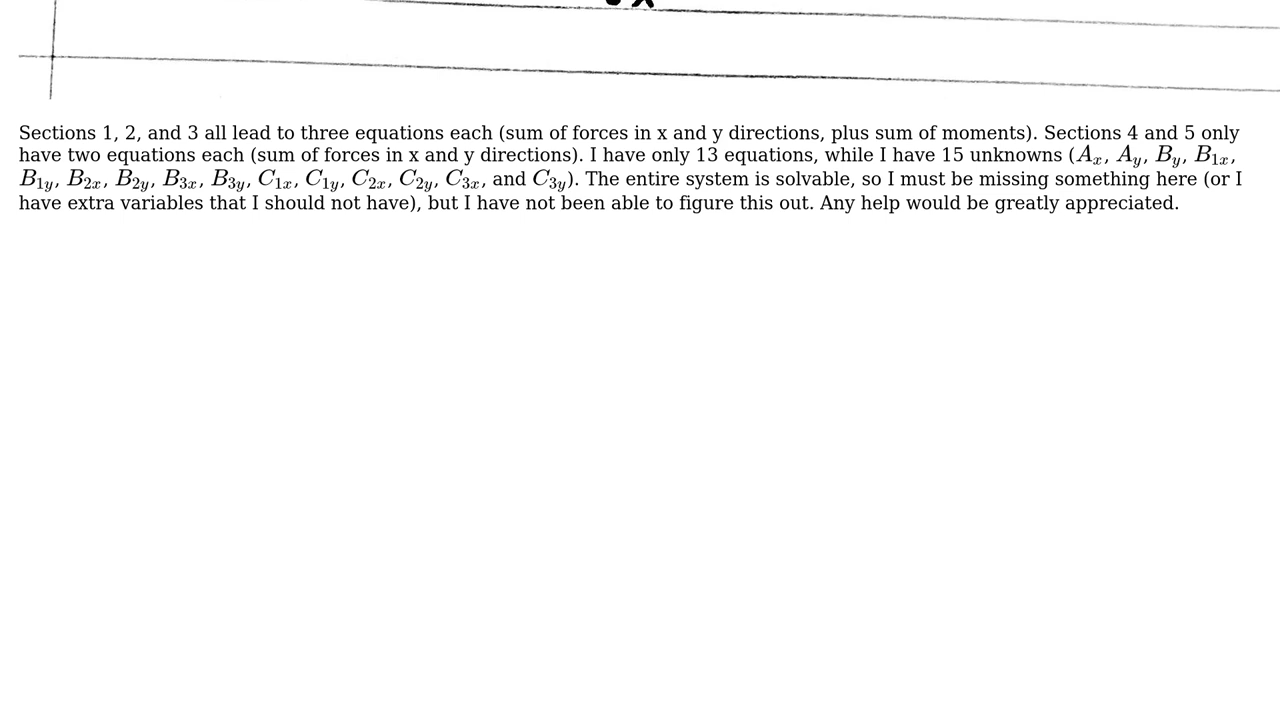 Sections 1, 2, and 3 all lead to three equations each (sum of forces in x and y directions, plus sum of moments). Sections 4 and 5 only
have two equations each (sum of forces in x and y directions). I have only 13 equations, while I have 15 unknowns (Aₓ, A_y, B_y, B₁ₓ,
B₁y, B₂ₓ, B₂y, B₃ₓ, B₃y, C₁ₓ, C₁y, C₂ₓ, C₂y, C₃ₓ, and C₃y). The entire system is solvable, so I must be missing something here (or I
have extra variables that I should not have), but I have not been able to figure this out. Any help would be greatly appreciated.